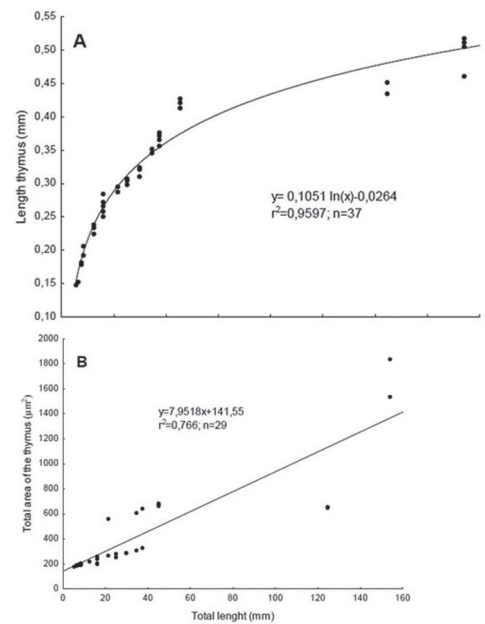 0,55
A
0,50
0,45
0,40
0,35
0,30
0,25
0,20
0,15
0,10
Length thymus (mm)
y= 0,1051 ln(x)-0,0264
r²=0,9597; n=37
2000
B
1800
1600
1400
1200
1000
800
600
400
200
0
Total area of the thymus (µm²)
y=7,9518x+141,55
r²=0,766; n=29
0 20 40 60 80 100 120 140 160
Total lenght (mm)